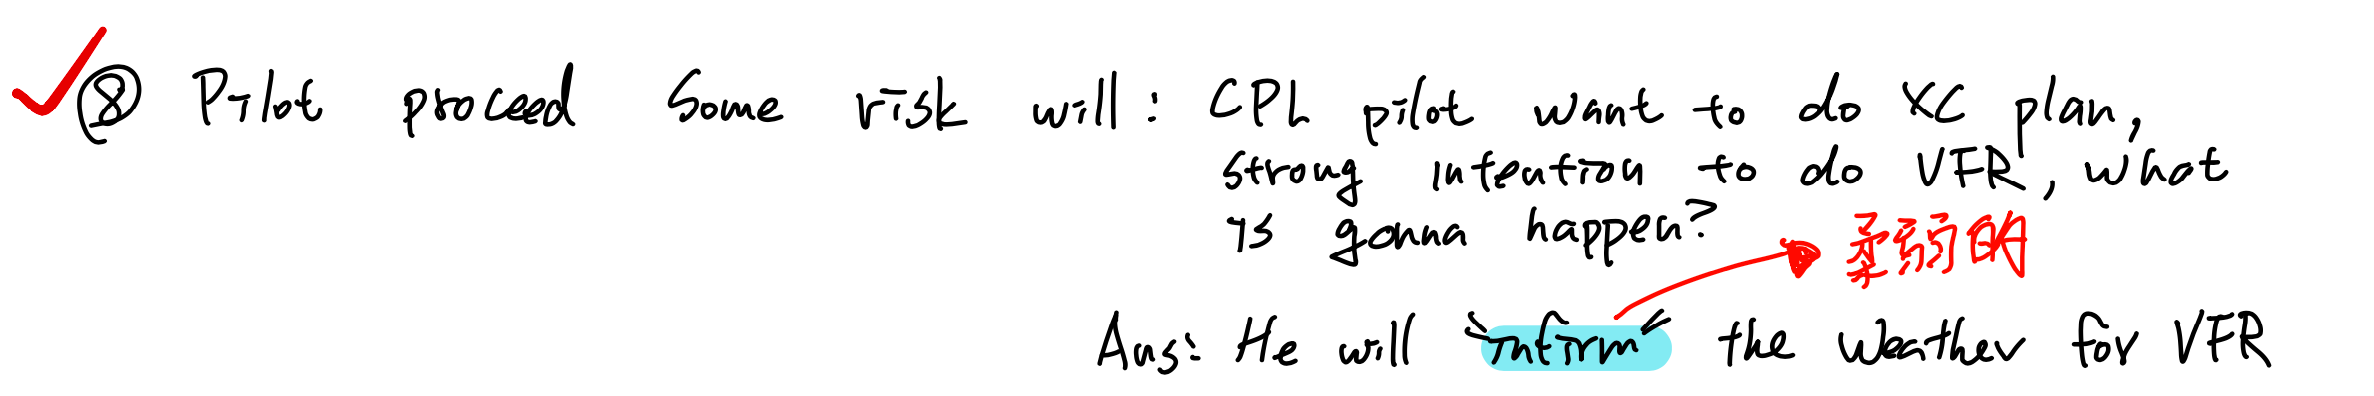 ⑧ Pilot proceed some risk will: CPL pilot want to do XC plan,
strong intention to do VFR, what
is gonna happen?
柔弱的
Ans: He will "infirm" the weather for VFR